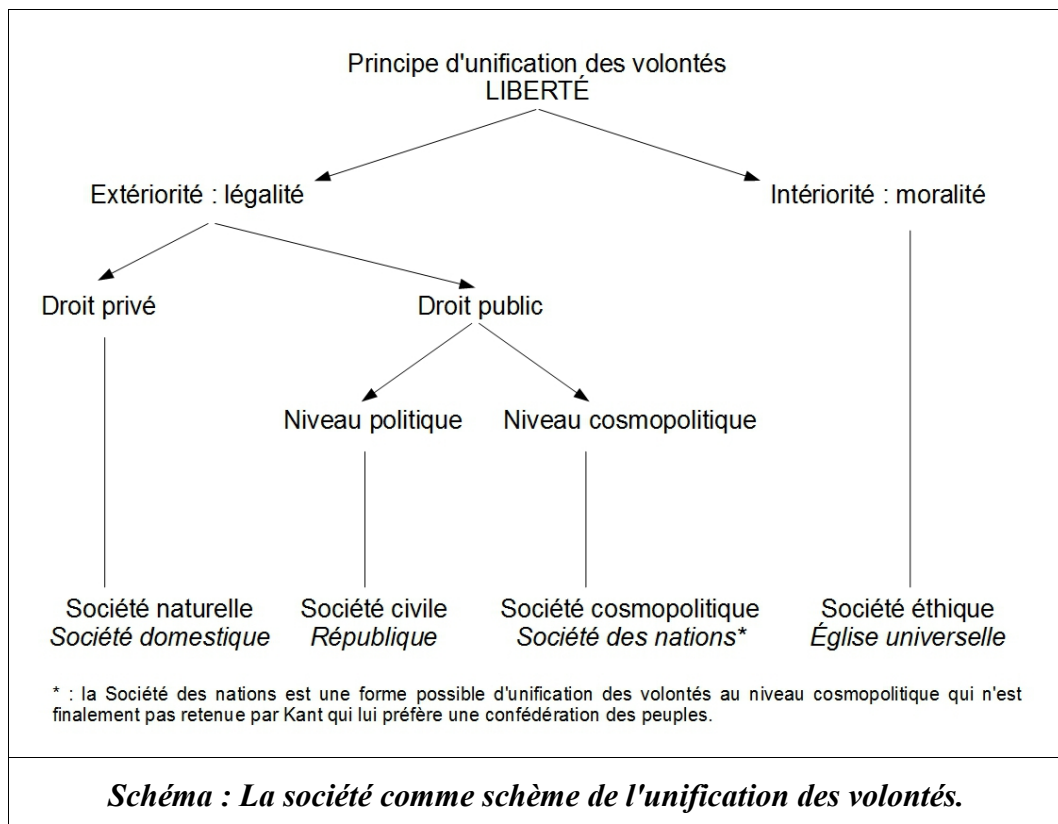 Principe d'unification des volontés
LIBERTÉ
Extériorité : légalité
Intériorité : moralité
Droit privé
Droit public
Niveau politique
Niveau cosmopolitique
Société naturelle
Société domestique
Société civile
République
Société cosmopolitique
Société des nations*
Société éthique
Église universelle
* : la Société des nations est une forme possible d'unification des volontés au niveau cosmopolitique qui n'est
finalement pas retenue par Kant qui lui préfère une confédération des peuples.
Schéma : La société comme schème de l'unification des volontés.